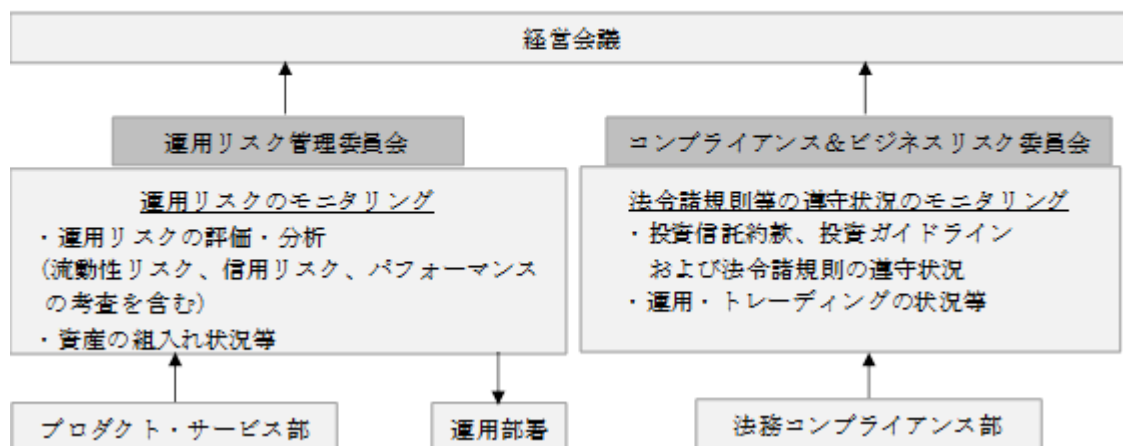 経営会議
運用リスク管理委員会
運用リスクのモニタリング
・運用リスクの評価・分析
(流動性リスク、信用リスク、パフォーマンス
の考査を含む)
・資産の組入れ状況等
プロダクト・サービス部
運用部署
コンプライアンス&ビジネスリスク委員会
法令諸規則等の遵守状況のモニタリング
・投資信託約款、投資ガイドライン
および法令諸規則の遵守状況
・運用・トレーディングの状況等
法務コンプライアンス部